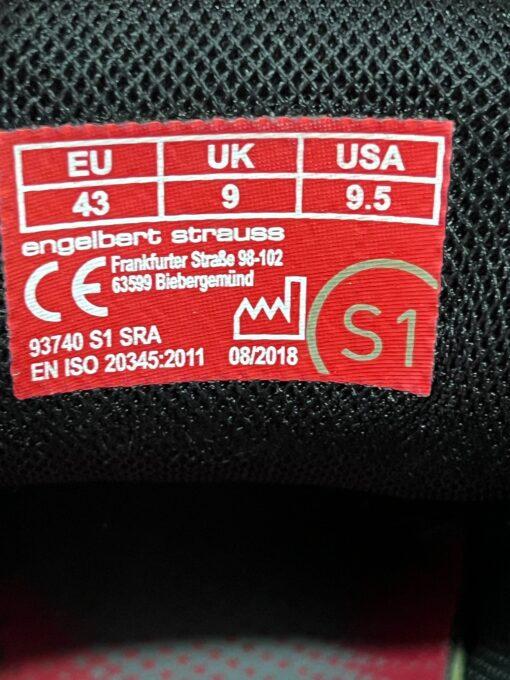 EU UK USA
43 9 9.5
engelbert strauss
CE Frankfurter Straße 98-102
63599 Biebergemünd
93740 S1 SRA
EN ISO 20345:2011 08/2018
S1